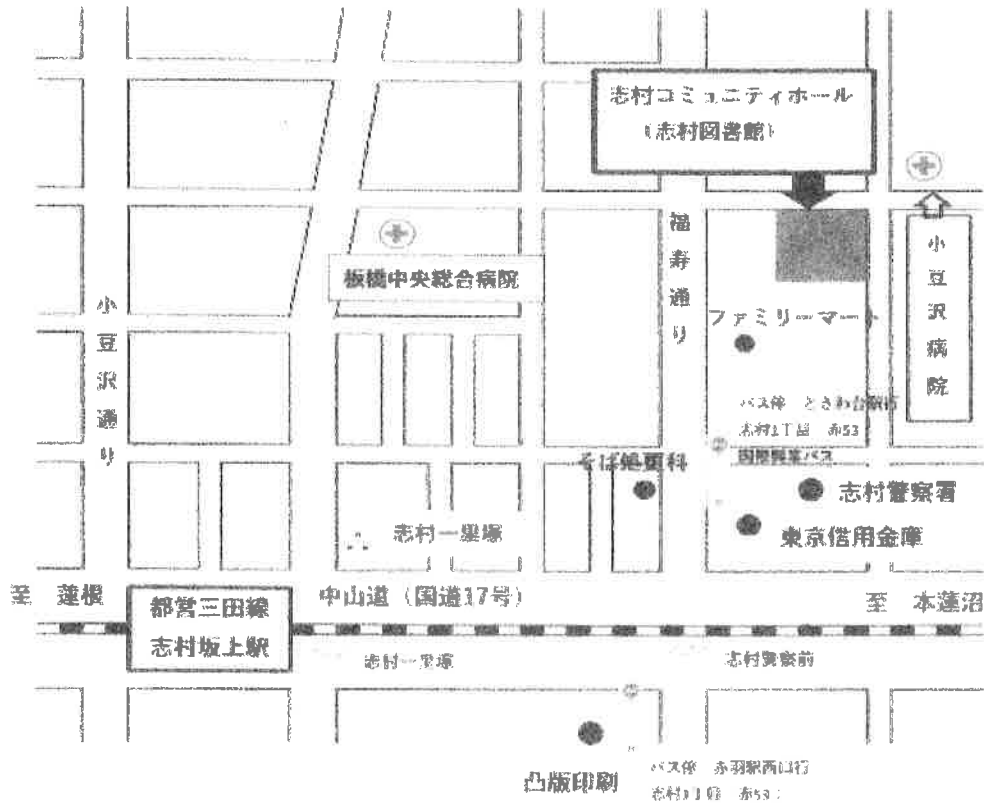 志村コミュニティホール
（志村図書館）
板橋中央総合病院
福寿通り
小豆沢病院
小豆沢通り
ファミリーマート
バス停 ときわ台駅行
志村1丁目 赤53
国際興業バス
そば処更科
志村警察署
志村一里塚
東京信用金庫
至 蓮根
都営三田線
志村坂上駅
中山道（国道17号）
至 本蓮沼
志村一里塚
志村警察前
凸版印刷
バス停 赤羽駅西口行
赤53